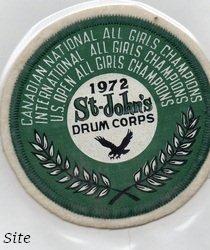 CANADIAN NATIONAL ALL GIRLS CHAMPIONS
INTERNATIONAL ALL GIRLS CHAMPIONS
U.S. OPEN ALL GIRLS CHAMPIONS
1972
St-John's
DRUM CORPS
Site